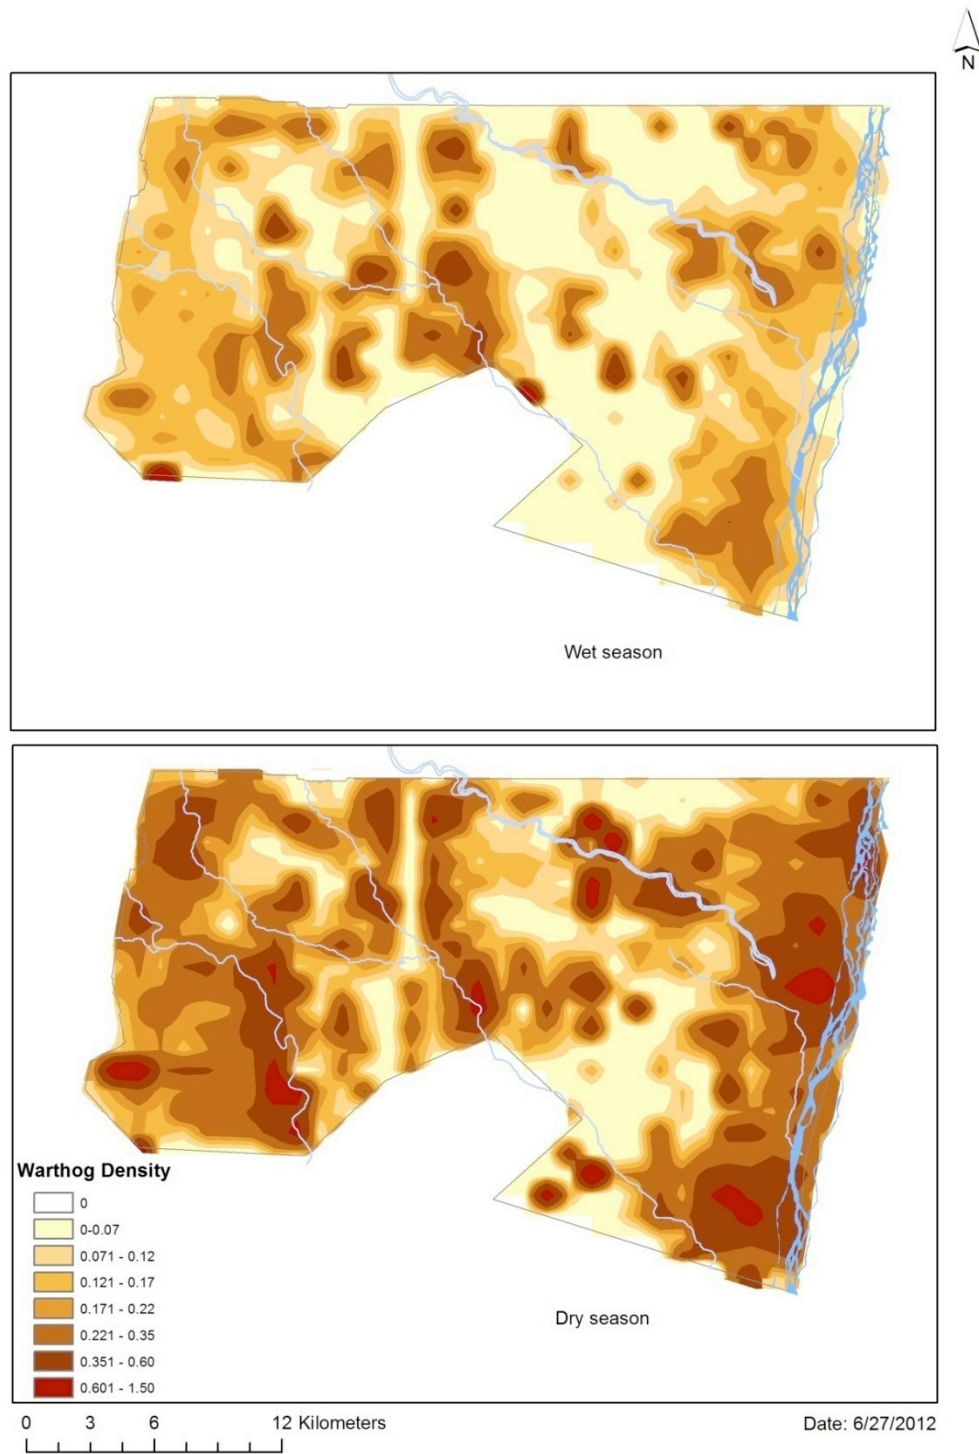 N
Wet season
Dry season
Warthog Density
0
0-0.07
0.071 - 0.12
0.121 - 0.17
0.171 - 0.22
0.221 - 0.35
0.351 - 0.60
0.601 - 1.50
0 3 6 12 Kilometers
Date: 6/27/2012